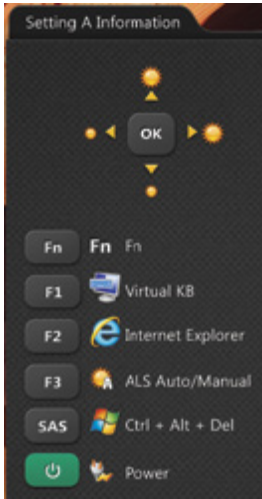 Setting A Information
OK
Fn Fn Fn
F1 Virtual KB
F2 Internet Explorer
F3 A ALS Auto/Manual
SAS Ctrl + Alt + Del
Power